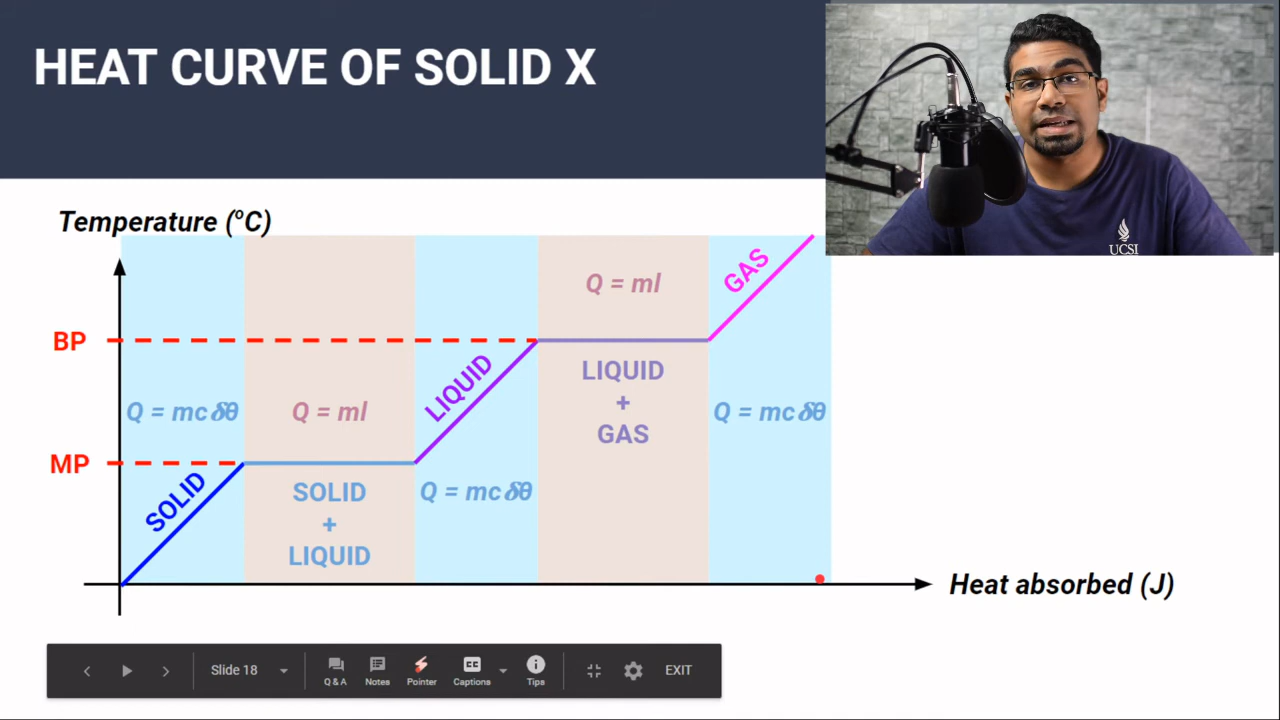 HEAT CURVE OF SOLID X
UCSI
Temperature (°C)
BP
MP
Q = mcδθ
SOLID
Q = ml
SOLID
+
LIQUID
LIQUID
Q = mcδθ
Q = ml
LIQUID
+
GAS
GAS
Q = mcδθ
Heat absorbed (J)
Slide 18
Q & A
Notes
Pointer
Captions
Tips
EXIT